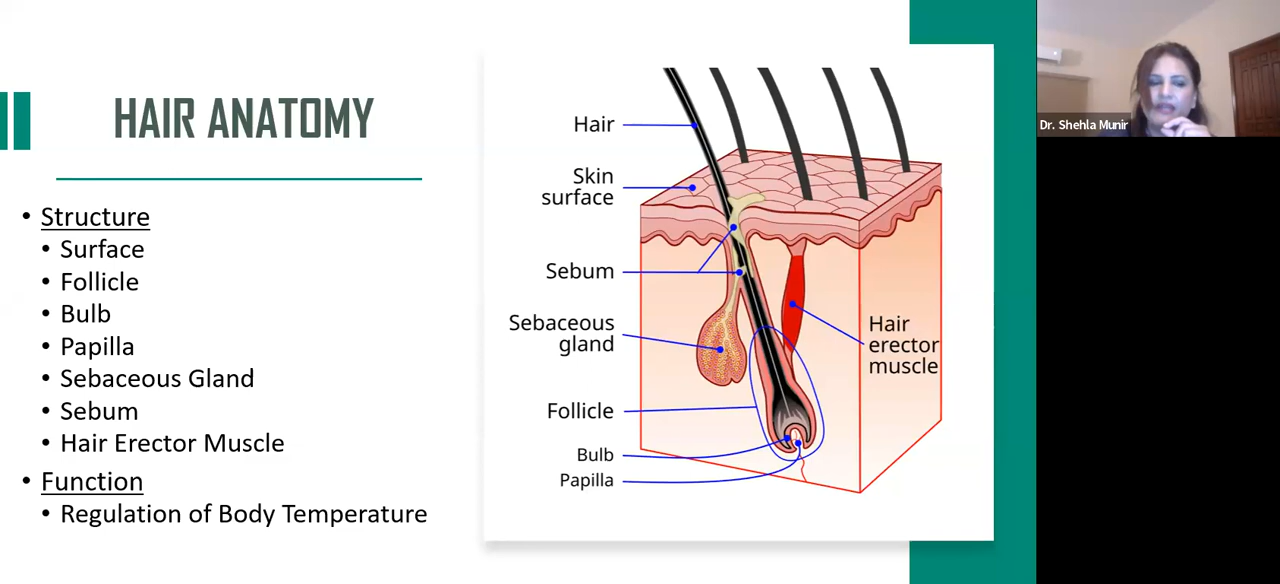 HAIR ANATOMY
• Structure
• Surface
• Follicle
• Bulb
• Papilla
• Sebaceous Gland
• Sebum
• Hair Erector Muscle
• Function
• Regulation of Body Temperature
Hair
Skin
surface
Sebum
Sebaceous
gland
Follicle
Bulb
Papilla
Hair
erector
muscle
Dr. Shehla Munir